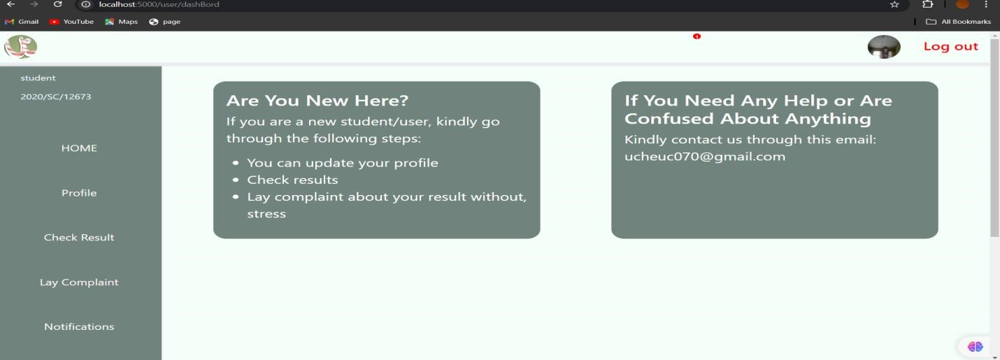 localhost:5000/user/dashBord
Gmail YouTube Maps page All Bookmarks
1 Log out
student
2020/SC/12673
HOME
Profile
Check Result
Lay Complaint
Notifications
Are You New Here?
If you are a new student/user, kindly go
through the following steps:
• You can update your profile
• Check results
• Lay complaint about your result without,
stress
If You Need Any Help or Are
Confused About Anything
Kindly contact us through this email:
ucheuc070@gmail.com